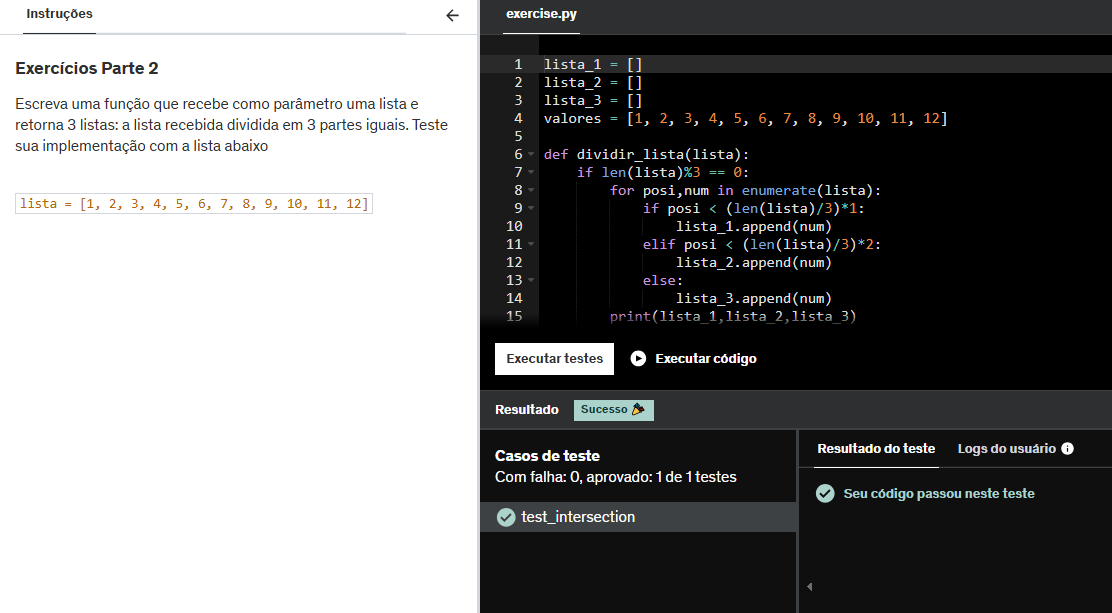 Instruções
Exercícios Parte 2
Escreva uma função que recebe como parâmetro uma lista e
retorna 3 listas: a lista recebida dividida em 3 partes iguais. Teste
sua implementação com a lista abaixo
lista = [1, 2, 3, 4, 5, 6, 7, 8, 9, 10, 11, 12]
exercise.py
1 lista_1 = []
2 lista_2 = []
3 lista_3 = []
4 valores = [1, 2, 3, 4, 5, 6, 7, 8, 9, 10, 11, 12]
5
6 def dividir_lista(lista):
7     if len(lista)%3 == 0:
8         for posi,num in enumerate(lista):
9             if posi < (len(lista)/3)*1:
10                 lista_1.append(num)
11             elif posi < (len(lista)/3)*2:
12                 lista_2.append(num)
13             else:
14                 lista_3.append(num)
15         print(lista_1,lista_2,lista_3)
Executar testes
Executar código
Resultado
Sucesso 🎉
Casos de teste
Com falha: 0, aprovado: 1 de 1 testes
test_intersection
Resultado do teste
Logs do usuário
Seu código passou neste teste